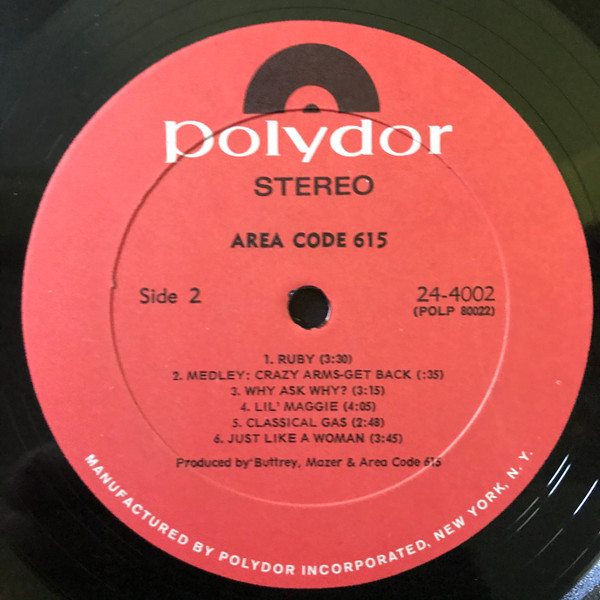 polydor
STEREO
AREA CODE 615
Side 2
24-4002
(POLP 80022)
1. RUBY (3:30)
2. MEDLEY: CRAZY ARMS-GET BACK (:35)
3. WHY ASK WHY? (3:15)
4. LIL' MAGGIE (4:05)
5. CLASSICAL GAS (2:48)
6. JUST LIKE A WOMAN (3:45)
Produced by Buttrey, Mazer & Area Code 615
MANUFACTURED BY POLYDOR INCORPORATED, NEW YORK, N. Y.